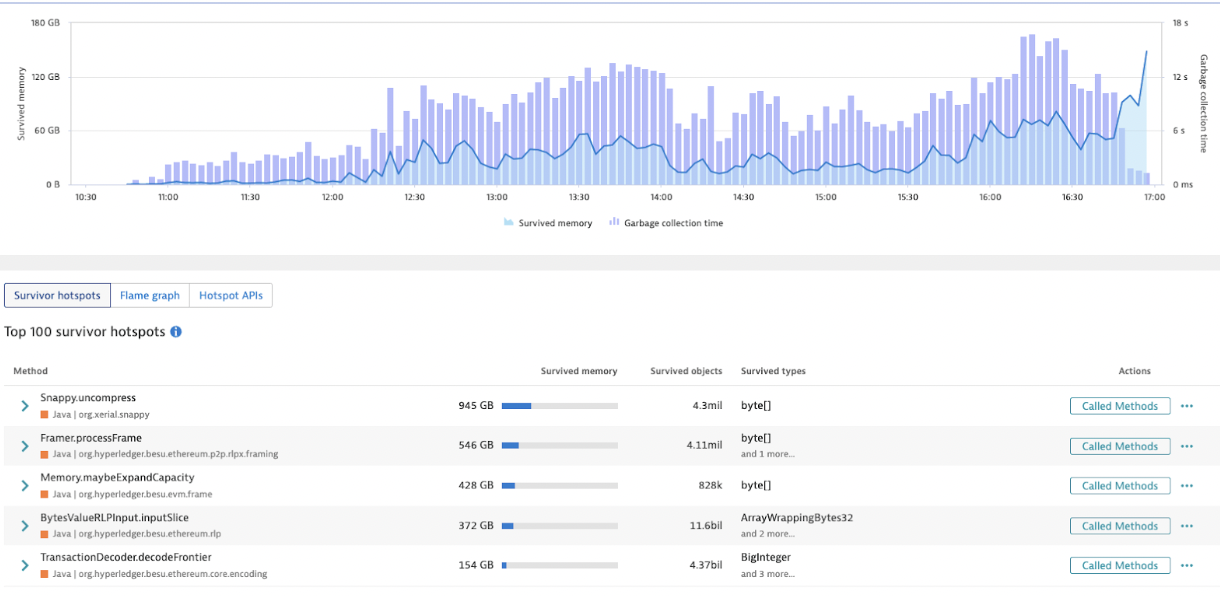 180 GB
120 GB
60 GB
0 B
Survived memory
18 s
12 s
6 s
0 ms
Garbage collection time
10:30 11:00 11:30 12:00 12:30 13:00 13:30 14:00 14:30 15:00 15:30 16:00 16:30 17:00
Survived memory Garbage collection time
Survivor hotspots Flame graph Hotspot APIs
Top 100 survivor hotspots
Method Survived memory Survived objects Survived types Actions
Snappy.uncompress
Java | org.xerial.snappy
945 GB 4.3mil byte[] Called Methods
Framer.processFrame
Java | org.hyperledger.besu.ethereum.p2p.rlpx.framing
546 GB 4.11mil byte[]
and 1 more...
Called Methods
Memory.maybeExpandCapacity
Java | org.hyperledger.besu.evm.frame
428 GB 828k byte[] Called Methods
BytesValueRLPInput.inputSlice
Java | org.hyperledger.besu.ethereum.rlp
372 GB 11.6bil ArrayWrappingBytes32
and 2 more...
Called Methods
TransactionDecoder.decodeFrontier
Java | org.hyperledger.besu.ethereum.core.encoding
154 GB 4.37bil BigInteger
and 3 more...
Called Methods